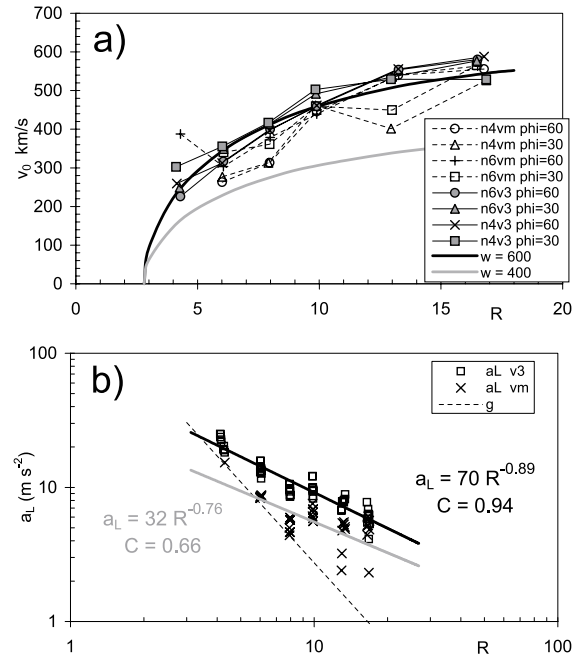 a)
700
600
500
400
300
200
100
0
v₀ km/s
n4vm phi=60
n4vm phi=30
n6vm phi=60
n6vm phi=30
n6v3 phi=60
n6v3 phi=30
n4v3 phi=60
n4v3 phi=30
w = 600
w = 400
0 5 10 15 20
R
b)
100
10
1
a_L (m s⁻²)
aL v3
aL vm
g
a_L = 70 R^-0.89
C = 0.94
a_L = 32 R^-0.76
C = 0.66
1 10 100
R